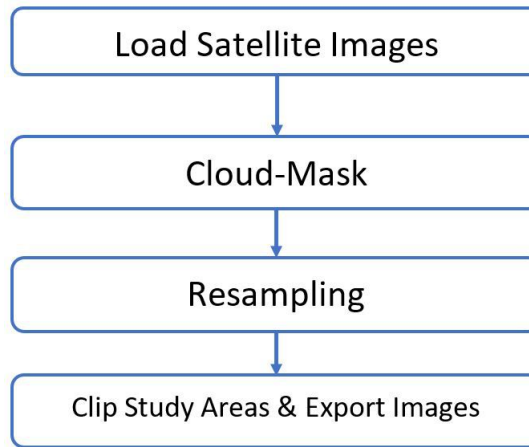 Load Satellite Images
Cloud-Mask
Resampling
Clip Study Areas & Export Images